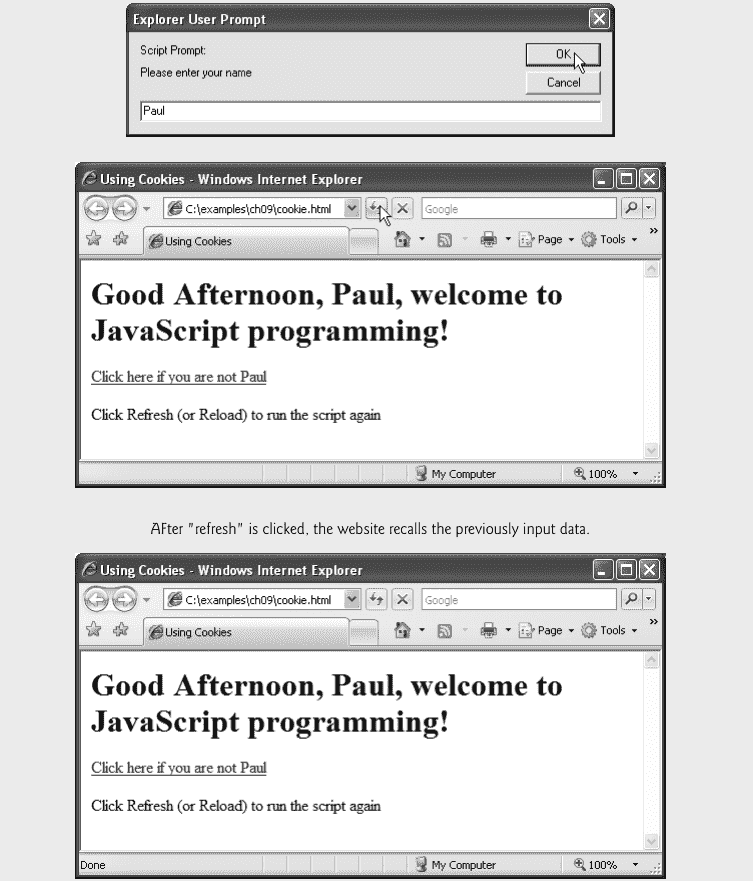 Explorer User Prompt
Script Prompt:
OK
Please enter your name
Cancel
Paul
Using Cookies - Windows Internet Explorer
C:\examples\ch09\cookie.html
Google
Using Cookies
Page
Tools
»
Good Afternoon, Paul, welcome to
JavaScript programming!
Click here if you are not Paul
Click Refresh (or Reload) to run the script again
My Computer
100%
AFter "refresh" is clicked, the website recalls the previously input data.
Using Cookies - Windows Internet Explorer
C:\examples\ch09\cookie.html
Google
Using Cookies
Page
Tools
»
Good Afternoon, Paul, welcome to
JavaScript programming!
Click here if you are not Paul
Click Refresh (or Reload) to run the script again
Done
My Computer
100%